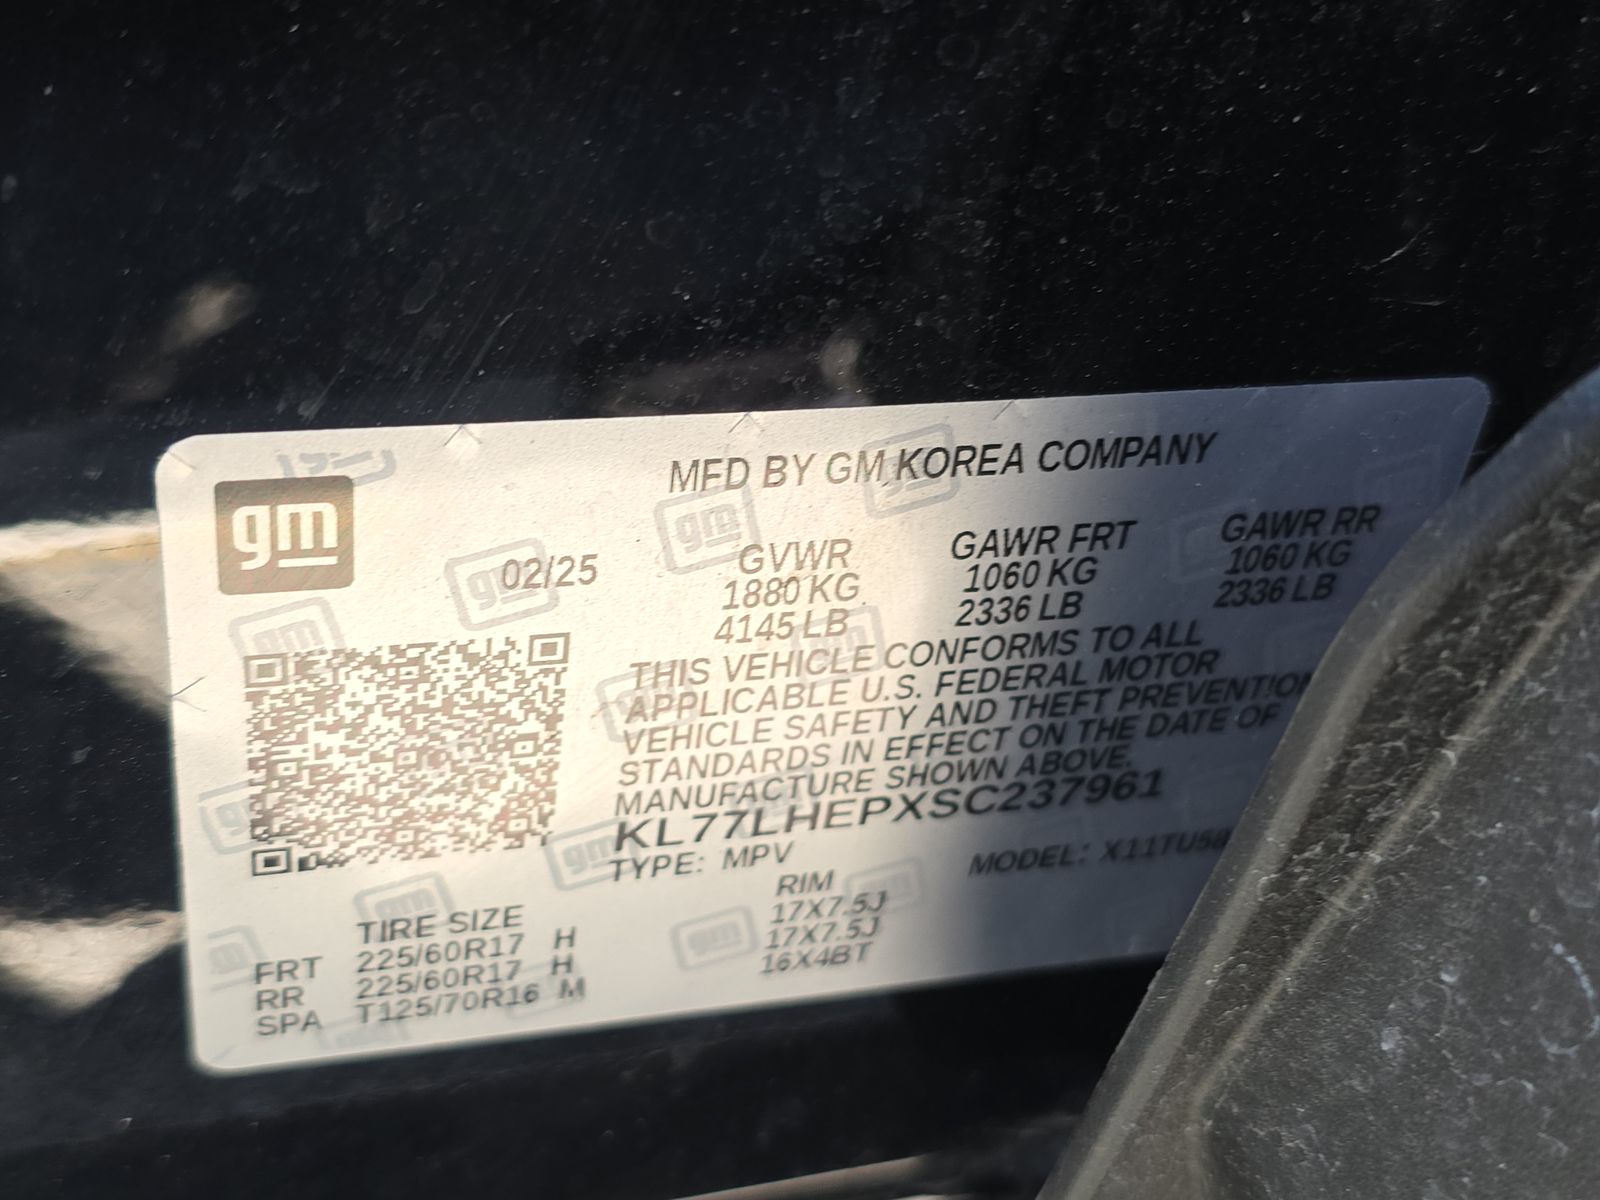 gm
MFD BY GM KOREA COMPANY
02/25
GVWR GAWR FRT GAWR RR
1880 KG 1060 KG 1060 KG
4145 LB 2336 LB 2336 LB
THIS VEHICLE CONFORMS TO ALL
APPLICABLE U.S. FEDERAL MOTOR
VEHICLE SAFETY AND THEFT PREVENTION
STANDARDS IN EFFECT ON THE DATE OF
MANUFACTURE SHOWN ABOVE.
KL77LHEPXSC237961
TYPE: MPV MODEL:
TIRE SIZE RIM
FRT 225/60R17 H 17X7.5J
RR 225/60R17 H 17X7.5J
SPA T125/70R16 M 16X4BT